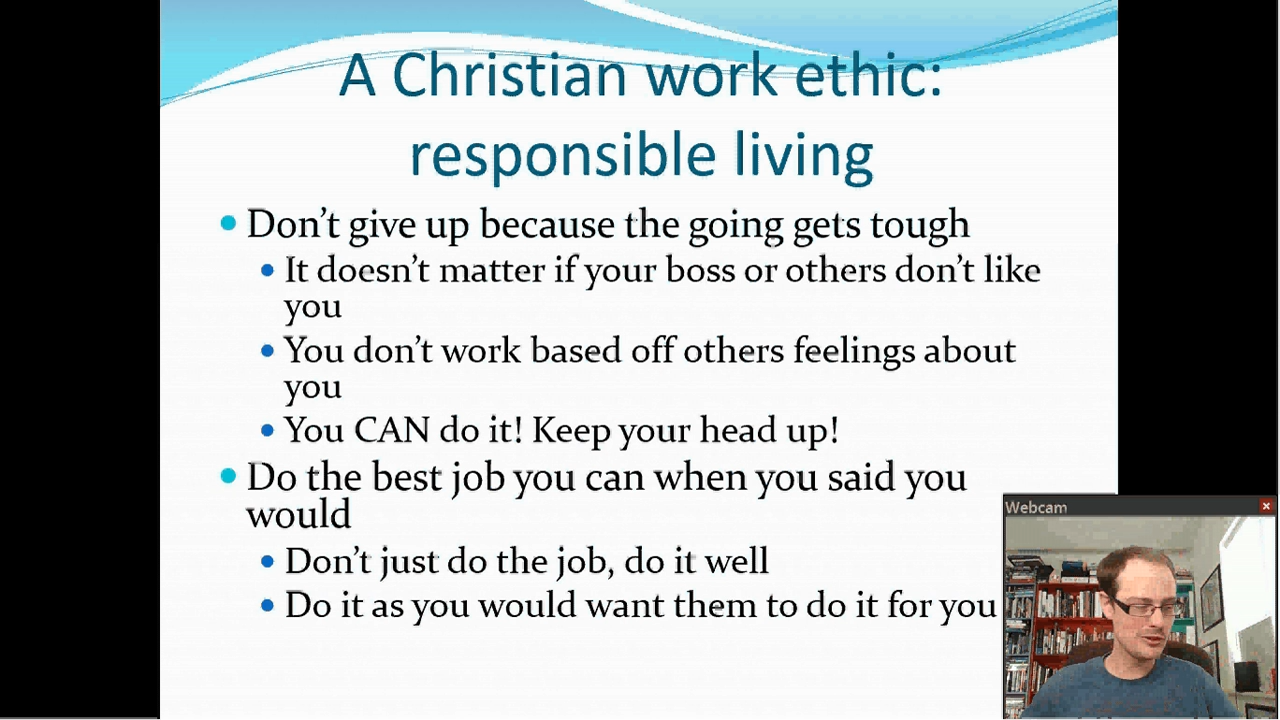 A Christian work ethic:
responsible living
Don't give up because the going gets tough
It doesn't matter if your boss or others don't like
you
You don't work based off others feelings about
you
You CAN do it! Keep your head up!
Do the best job you can when you said you
would
Don't just do the job, do it well
Do it as you would want them to do it for you
Webcam